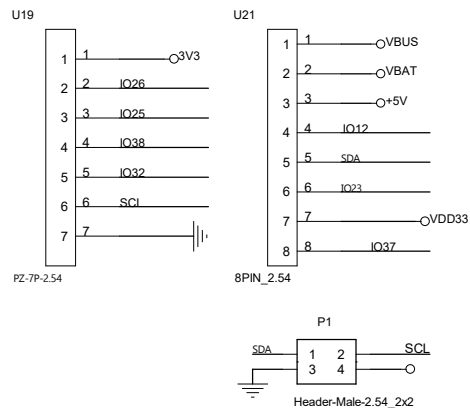 U19
1 1 3V3
2 2 IO26
3 3 IO25
4 4 IO38
5 5 IO32
6 6 SCL
7 7
PZ-7P-2.54
U21
1 1 VBUS
2 2 VBAT
3 3 +5V
4 4 IO12
5 5 SDA
6 6 IO23
7 7 VDD33
8 8 IO37
8PIN_2.54
P1
SDA 1 2 SCL
3 4
Header-Male-2.54_2x2